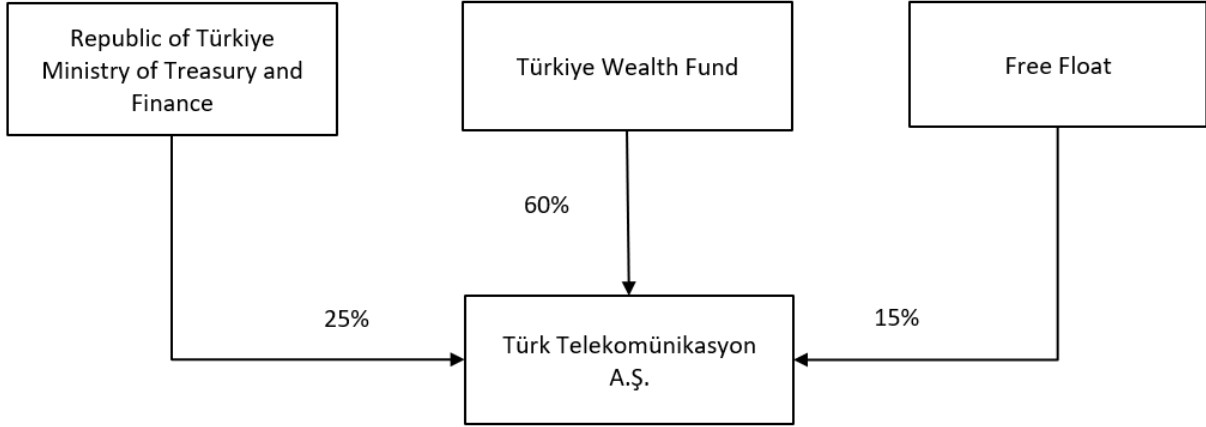 Republic of Türkiye
Ministry of Treasury and
Finance
Türkiye Wealth Fund
Free Float
60%
25%
15%
Türk Telekomünikasyon
A.Ş.